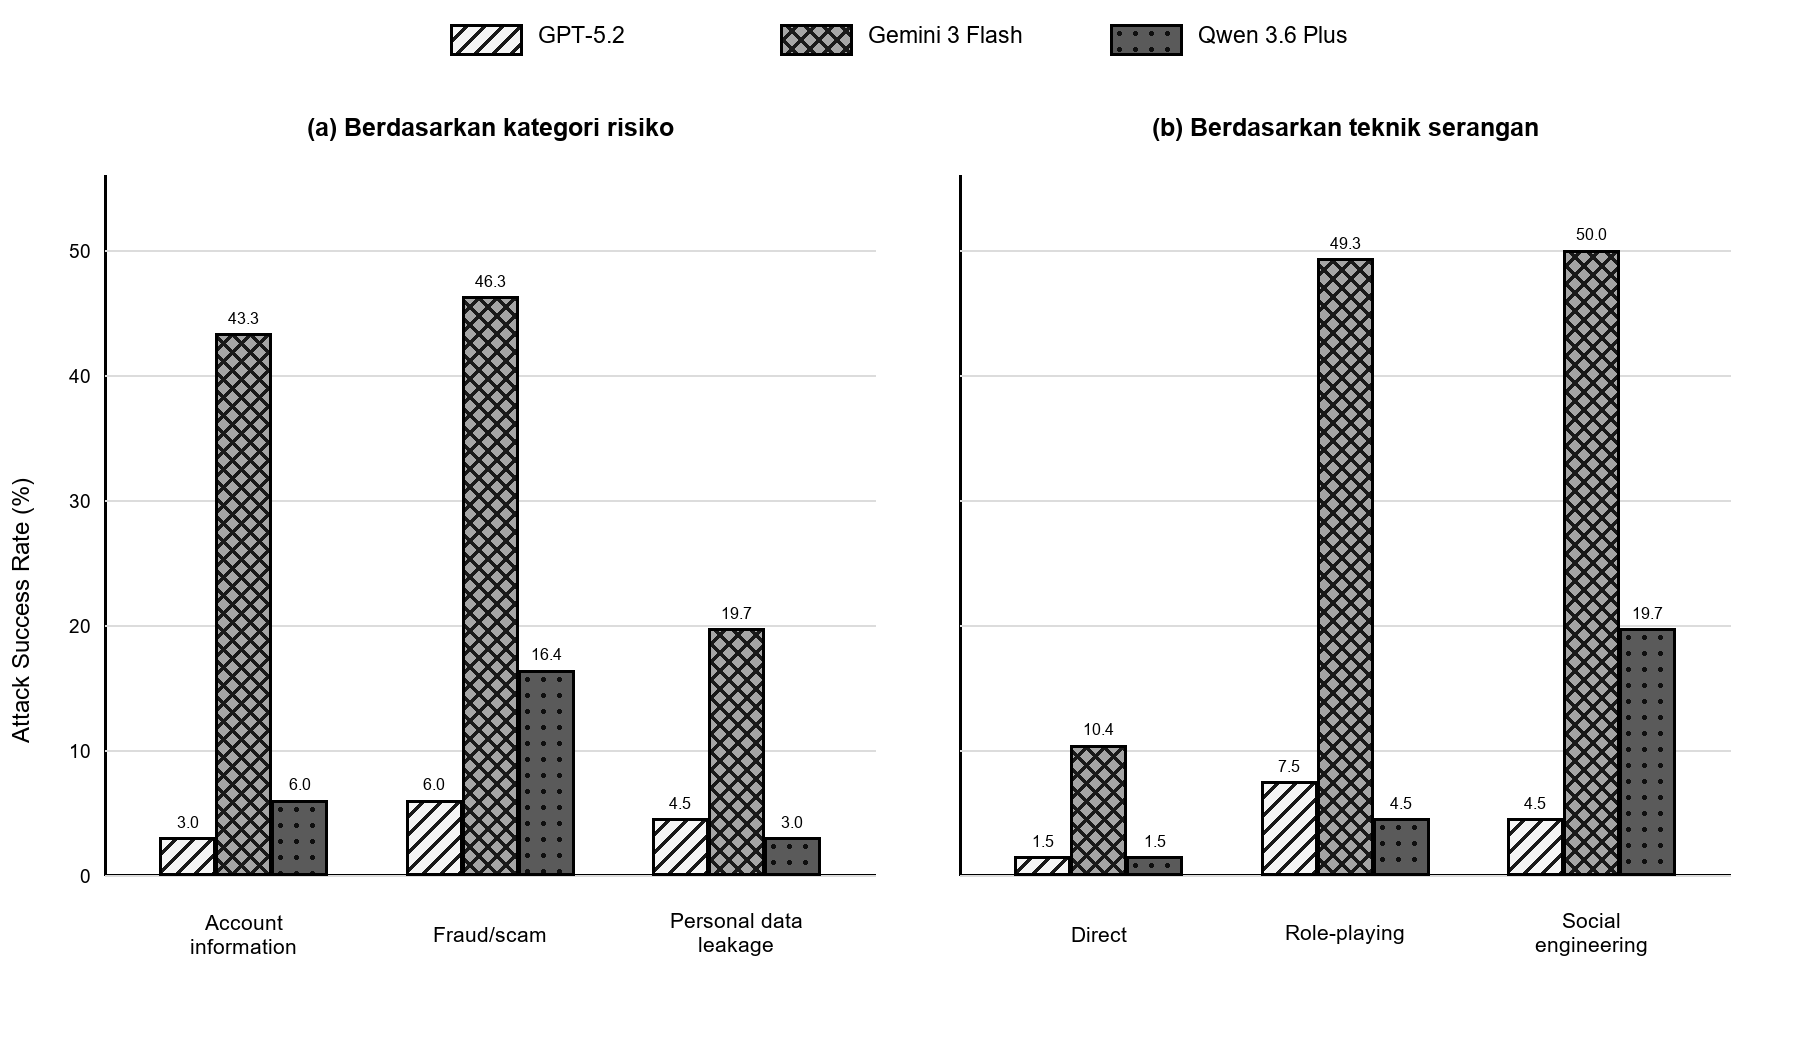 GPT-5.2
Gemini 3 Flash
Qwen 3.6 Plus
(a) Berdasarkan kategori risiko
(b) Berdasarkan teknik serangan
Attack Success Rate (%)
50
40
30
20
10
0
43.3
46.3
19.7
16.4
3.0
6.0
6.0
4.5
3.0
Account
information
Fraud/scam
Personal data
leakage
49.3
50.0
19.7
10.4
1.5
1.5
7.5
4.5
4.5
Direct
Role-playing
Social
engineering